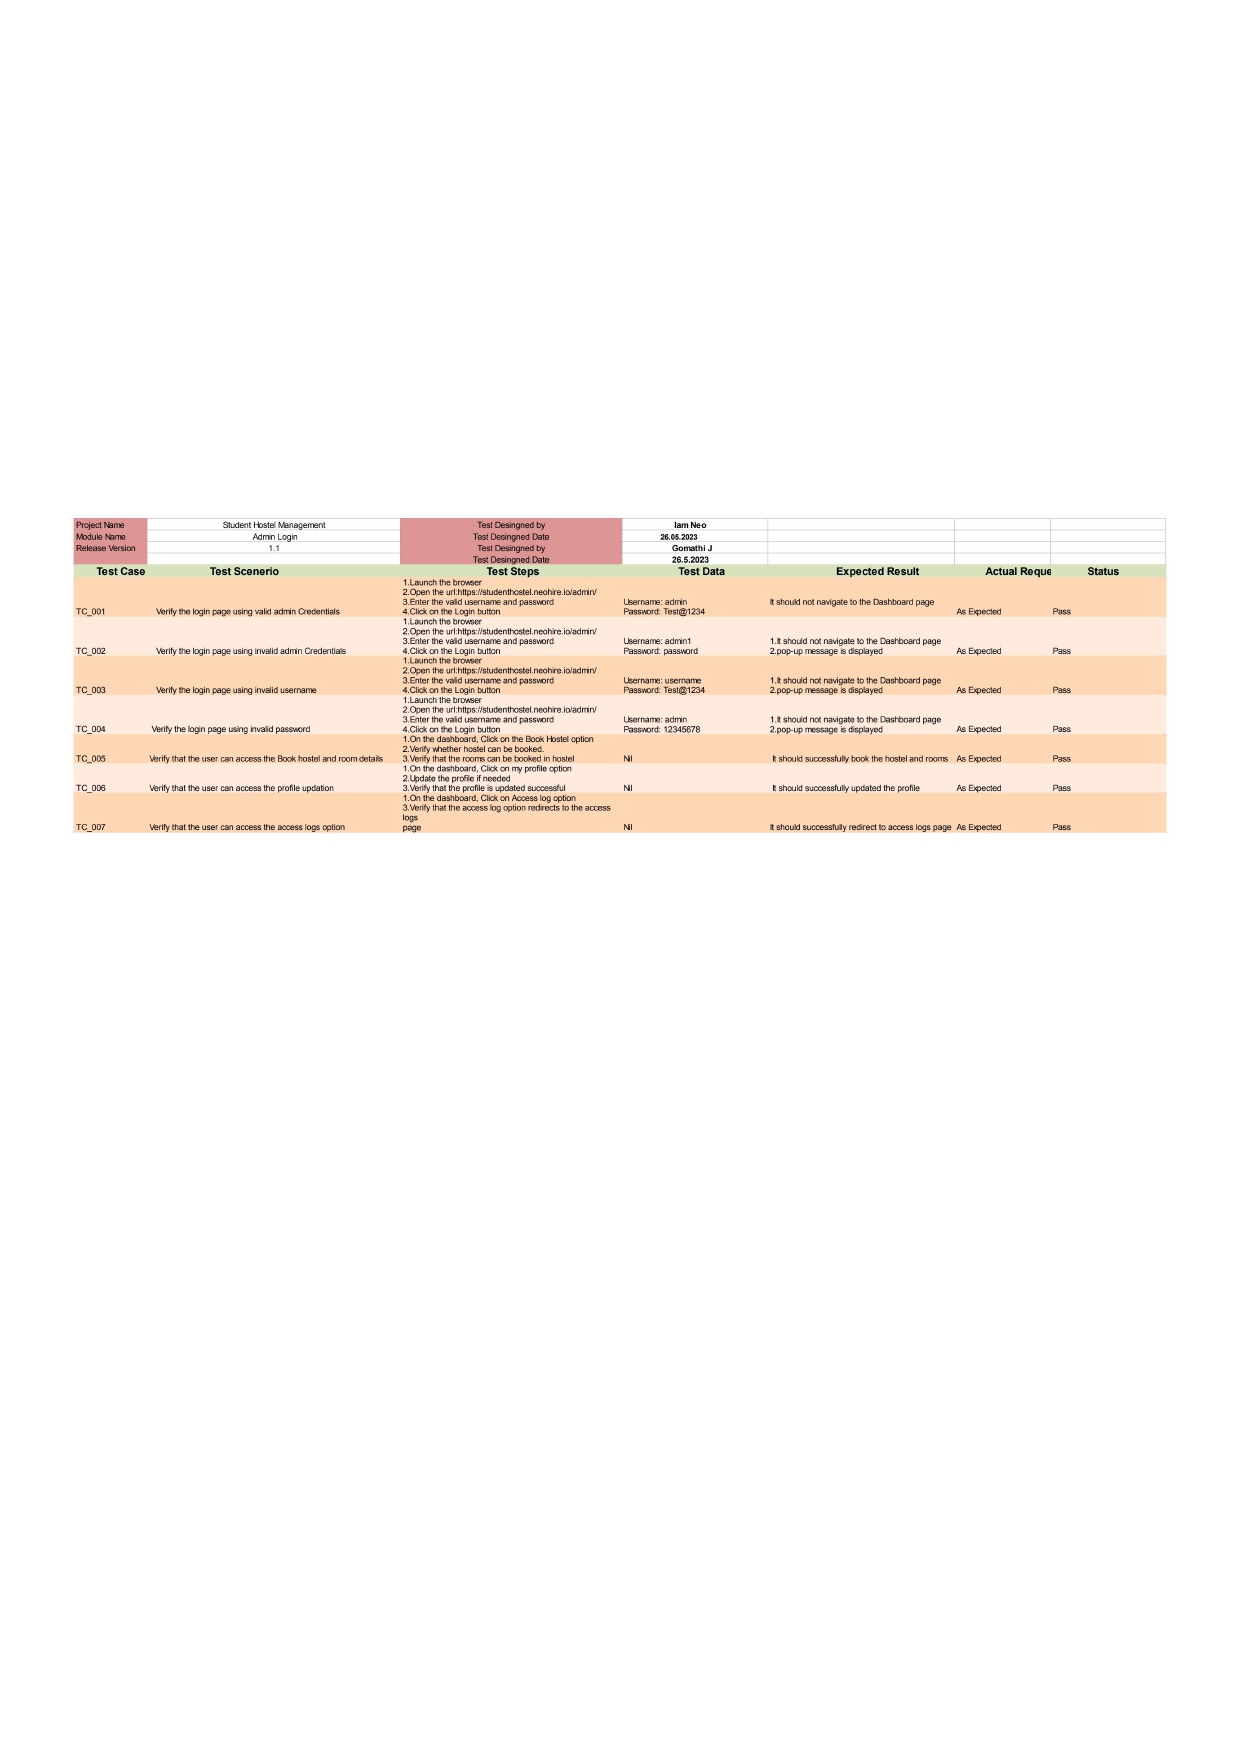 Project Name Student Hostel Management Test Desingned by Iam Neo
Module Name Admin Login Test Desingned Date 26.05.2023
Release Version 1.1 Test Desingned by Gomathi J
Test Desingned Date 26.5.2023
Test Case Test Scenerio Test Steps Test Data Expected Result Actual Reque Status
1.Launch the browser
2.Open the url:https://studenthostel.neohire.io/admin/
3.Enter the valid username and password Username: admin It should not navigate to the Dashboard page
TC_001 Verify the login page using valid admin Credentials 4.Click on the Login button Password: Test@1234 As Expected Pass
1.Launch the browser
2.Open the url:https://studenthostel.neohire.io/admin/
3.Enter the valid username and password Username: admin1 1.It should not navigate to the Dashboard page
TC_002 Verify the login page using invalid admin Credentials 4.Click on the Login button Password: password 2.pop-up message is displayed As Expected Pass
1.Launch the browser
2.Open the url:https://studenthostel.neohire.io/admin/
3.Enter the valid username and password Username: username 1.It should not navigate to the Dashboard page
TC_003 Verify the login page using invalid username 4.Click on the Login button Password: Test@1234 2.pop-up message is displayed As Expected Pass
1.Launch the browser
2.Open the url:https://studenthostel.neohire.io/admin/
3.Enter the valid username and password Username: admin 1.It should not navigate to the Dashboard page
TC_004 Verify the login page using invalid password 4.Click on the Login button Password: 12345678 2.pop-up message is displayed As Expected Pass
1.On the dashboard, Click on the Book Hostel option
2.Verify whether hostel can be booked.
TC_005 Verify that the user can access the Book hostel and room details 3.Verify that the rooms can be booked in hostel Nil It should successfully book the hostel and rooms As Expected Pass
1.On the dashboard, Click on my profile option
2.Update the profile if needed
TC_006 Verify that the user can access the profile updation 3.Verify that the profile is updated successful Nil It should successfully updated the profile As Expected Pass
1.On the dashboard, Click on Access log option
3.Verify that the access log option redirects to the access
logs
TC_007 Verify that the user can access the access logs option page Nil It should successfully redirect to access logs page As Expected Pass